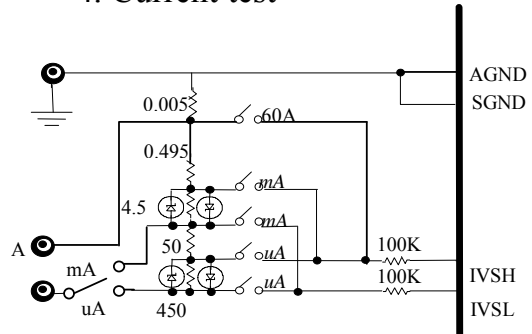 4. Current test
AGND
SGND
0.005
60A
0.495
mA
4.5
mA
A
50
uA
100K
mA
uA
100K
IVSH
uA
450
IVSL